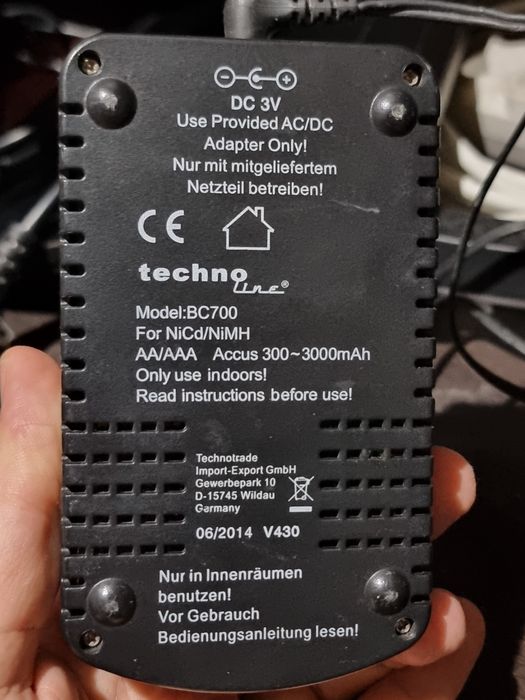 DC 3V
Use Provided AC/DC
Adapter Only!
Nur mit mitgeliefertem
Netzteil betreiben!
CE
techno
line®
Model:BC700
For NiCd/NiMH
AA/AAA Accus 300~3000mAh
Only use indoors!
Read instructions before use!
Technotrade
Import-Export GmbH
Gewerbepark 10
D-15745 Wildau
Germany
06/2014 V430
Nur in Innenräumen
benutzen!
Vor Gebrauch
Bedienungsanleitung lesen!